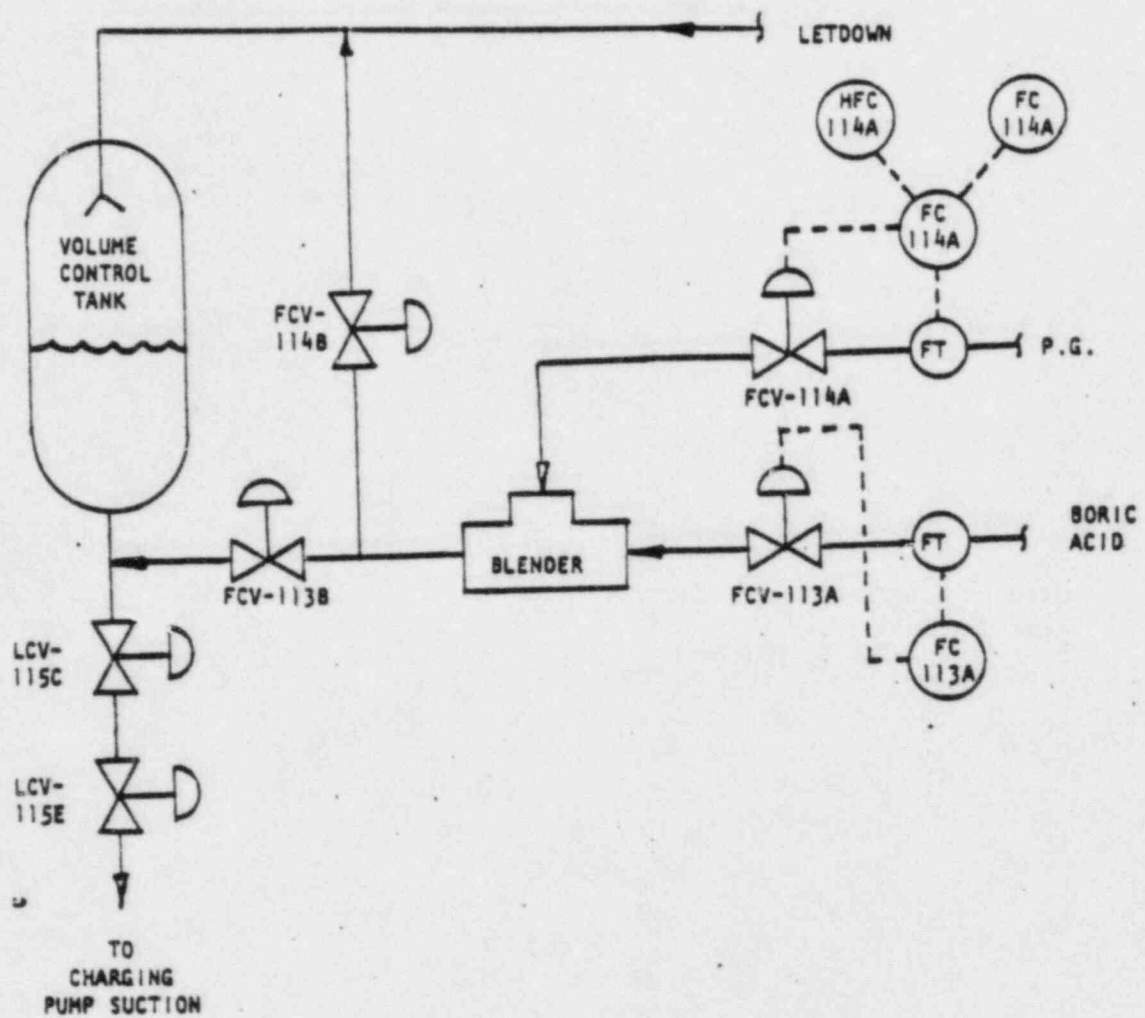 LETDOWN
HFC
114A
FC
114A
FC
114A
VOLUME
CONTROL
TANK
FCV-
114B
FT
P.G.
FCV-114A
BORIC
ACID
FT
BLENDER
FCV-113B
FCV-113A
LCV-
115C
FC
113A
LCV-
115E
TO
CHARGING
PUMP SUCTION